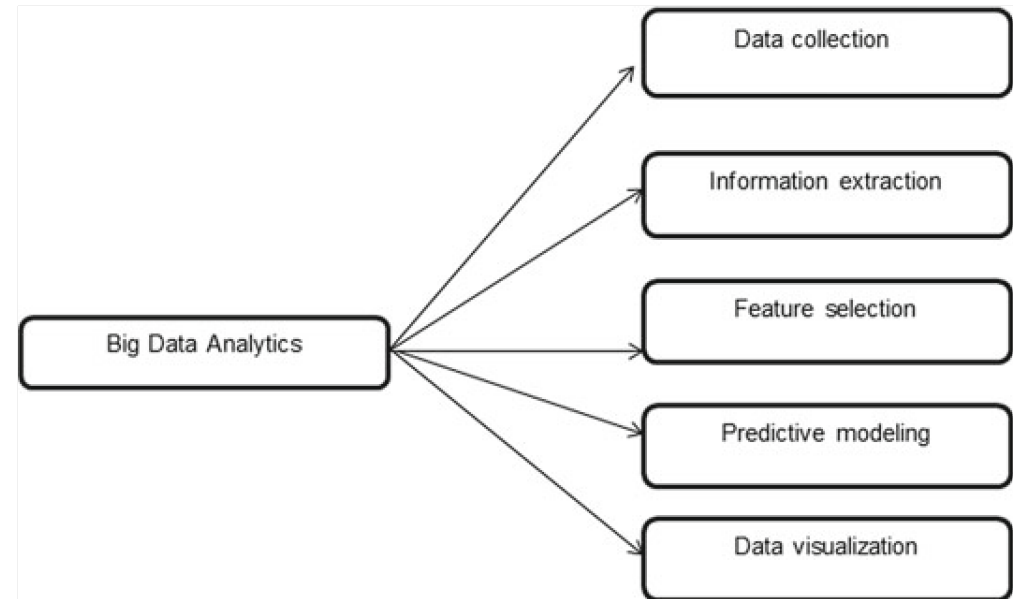 Data collection
Information extraction
Feature selection
Big Data Analytics
Predictive modeling
Data visualization